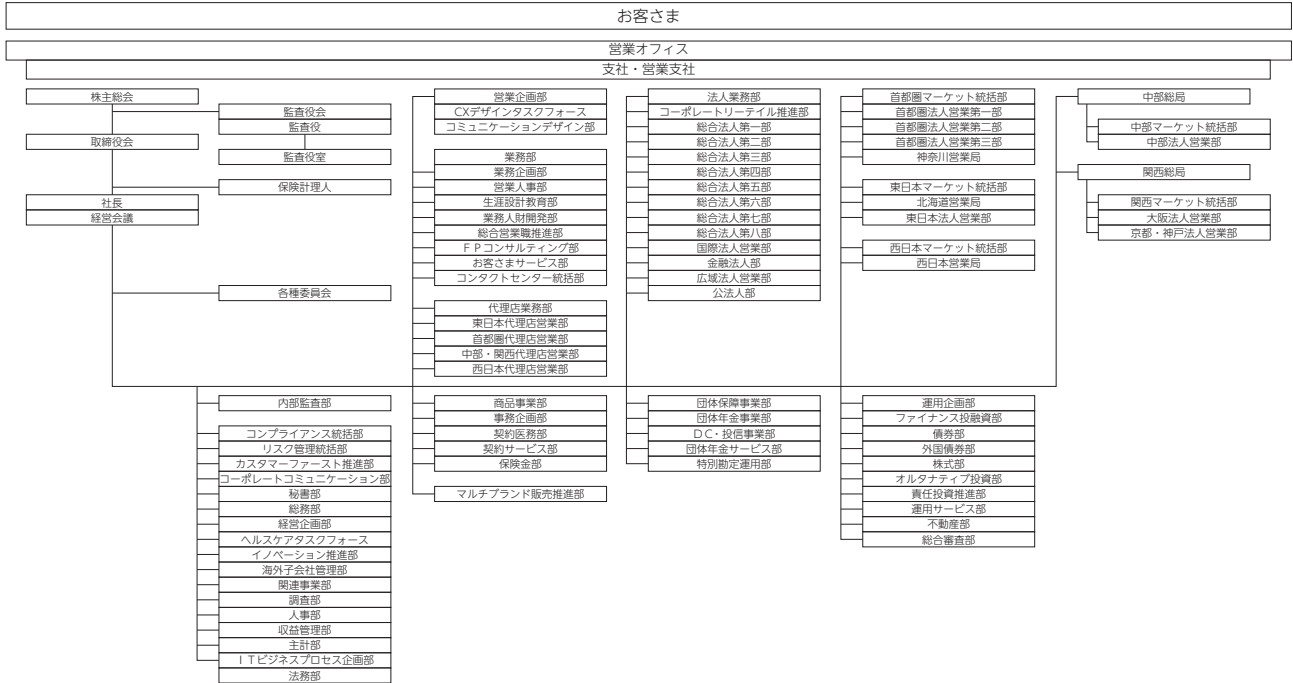 お客さま
営業オフィス
支社・営業支社
株主総会
監査役会
監査役
取締役会
監査役室
保険計理人
社長
経営会議
各種委員会
営業企画部
CXデザインタスクフォース
コミュニケーションデザイン部
業務部
業務企画部
営業人事部
生涯設計教育部
業務人財開発部
総合営業職推進部
FPコンサルティング部
お客さまサービス部
コンタクトセンター統括部
代理店業務部
東日本代理店営業部
首都圏代理店営業部
中部・関西代理店営業部
西日本代理店営業部
法人業務部
コーポレートリーテイル推進部
総合法人第一部
総合法人第二部
総合法人第三部
総合法人第四部
総合法人第五部
総合法人第六部
総合法人第七部
総合法人第八部
国際法人営業部
金融法人部
広域法人営業部
公法人部
首都圏マーケット統括部
首都圏法人営業第一部
首都圏法人営業第二部
首都圏法人営業第三部
神奈川営業局
東日本マーケット統括部
北海道営業局
東日本法人営業部
西日本マーケット統括部
西日本営業局
中部総局
中部マーケット統括部
中部法人営業部
関西総局
関西マーケット統括部
大阪法人営業部
京都・神戸法人営業部
内部監査部
コンプライアンス統括部
リスク管理統括部
カスタマーファースト推進部
コーポレートコミュニケーション部
秘書部
総務部
経営企画部
ヘルスケアタスクフォース
イノベーション推進部
海外子会社管理部
関連事業部
調査部
人事部
収益管理部
主計部
ITビジネスプロセス企画部
法務部
商品事業部
事務企画部
契約医務部
契約サービス部
保険金部
マルチブランド販売推進部
団体保障事業部
団体年金事業部
DC・投信事業部
団体年金サービス部
特別勘定運用部
運用企画部
ファイナンス投融資部
債券部
外国債券部
株式部
オルタナティブ投資部
責任投資推進部
運用サービス部
不動産部
総合審査部